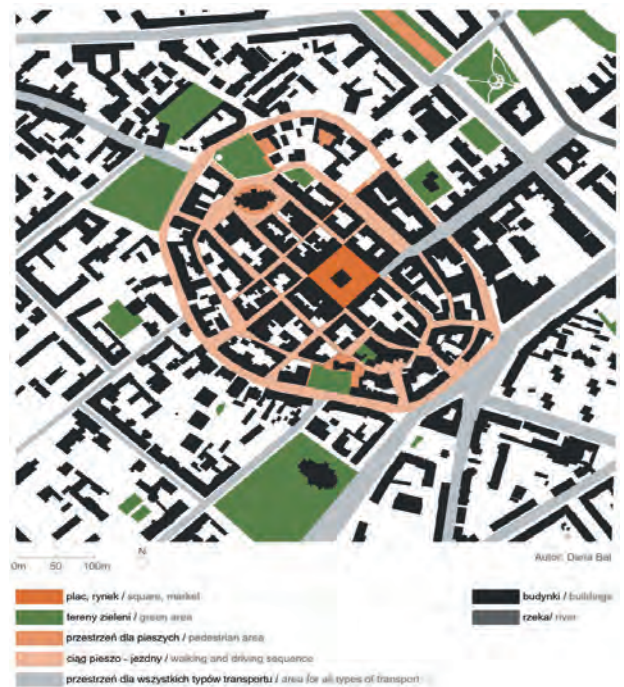 N
0m 50 100m
Autor: Daria Bal
plac, rynek / square, market
tereny zieleni / green area
przestrzeń dla pieszych / pedestrian area
ciąg pieszo - jezdny / walking and driving sequence
przestrzeń dla wszystkich typów transportu / area for all types of transport
budynki / buildings
rzeka/ river